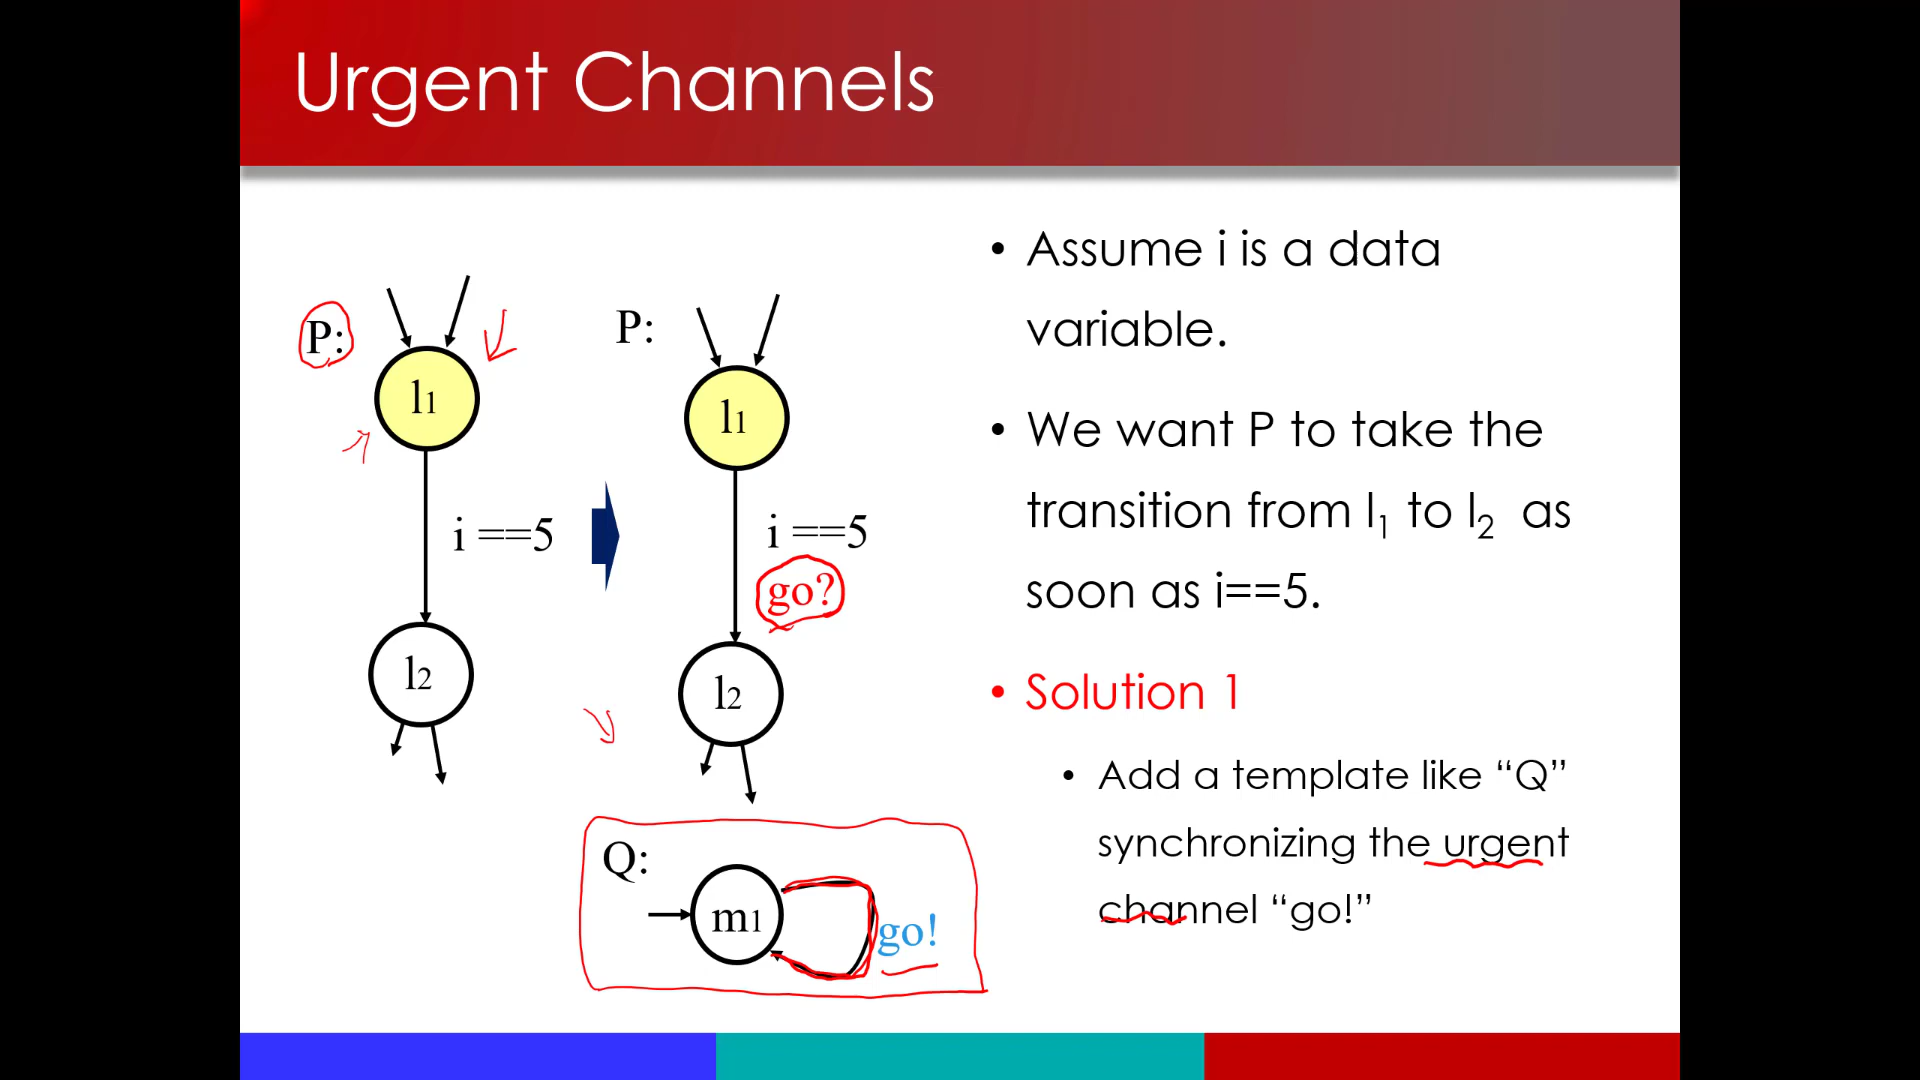 Urgent Channels
P:
l1
i ==5
l2
P:
l1
i ==5
go?
l2
Q:
m1
go!
• Assume i is a data
variable.
• We want P to take the
transition from l1 to l2 as
soon as i==5.
• Solution 1
• Add a template like “Q”
synchronizing the urgent
channel “go!”